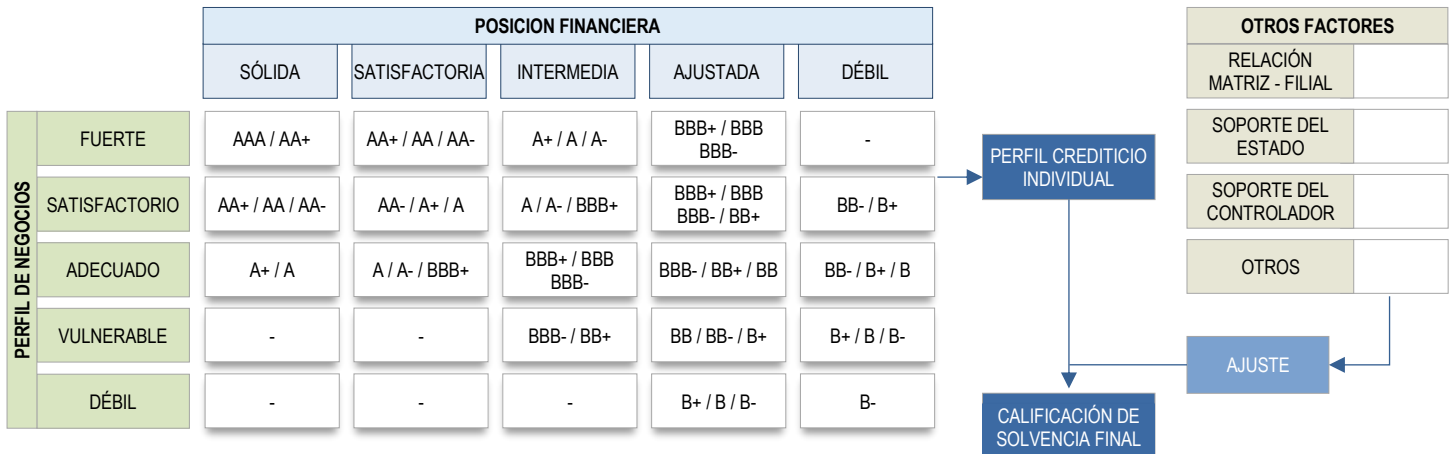 POSICION FINANCIERA
SÓLIDA
SATISFACTORIA
INTERMEDIA
AJUSTADA
DÉBIL
PERFIL DE NEGOCIOS
FUERTE
AAA / AA+
AA+ / AA / AA-
A+ / A / A-
BBB+ / BBB
BBB-
-
SATISFACTORIO
AA+ / AA / AA-
AA- / A+ / A
A / A- / BBB+
BBB+ / BBB
BBB- / BB+
BB- / B+
ADECUADO
A+ / A
A / A- / BBB+
BBB+ / BBB
BBB-
BBB- / BB+ / BB
BB- / B+ / B
VULNERABLE
-
-
BBB- / BB+
BB / BB- / B+
B+ / B / B-
DÉBIL
-
-
-
B+ / B / B-
B-
PERFIL CREDITICIO
INDIVIDUAL
OTROS FACTORES
RELACIÓN
MATRIZ - FILIAL
SOPORTE DEL
ESTADO
SOPORTE DEL
CONTROLADOR
OTROS
AJUSTE
CALIFICACIÓN DE
SOLVENCIA FINAL